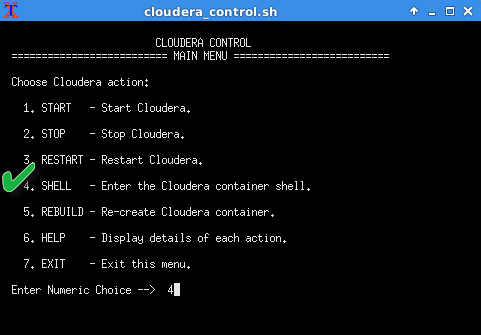 cloudera_control.sh
CLOUDERA CONTROL
========================== MAIN MENU ==========================
Choose Cloudera action:
1. START - Start Cloudera.
2. STOP - Stop Cloudera.
3. RESTART - Restart Cloudera.
4. SHELL - Enter the Cloudera container shell.
5. REBUILD - Re-create Cloudera container.
6. HELP - Display details of each action.
7. EXIT - Exit this menu.
Enter Numeric Choice --> 4